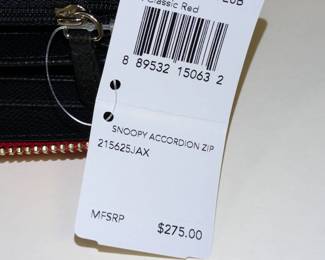 Classic Red
8 89532 15063 2
SNOOPY ACCORDION ZIP
215625JAX
MFSRP $275.00